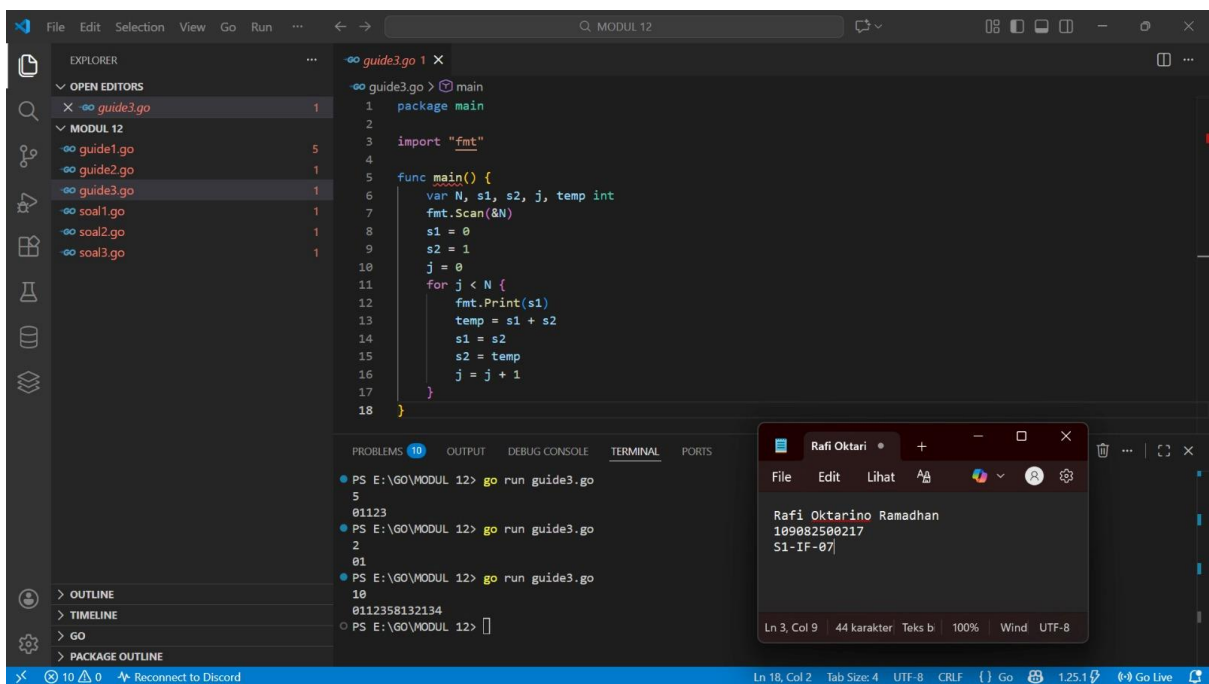 File Edit Selection View Go Run ... MODUL 12
EXPLORER ...
OPEN EDITORS
guide3.go 1
MODUL 12
guide1.go 5
guide2.go 1
guide3.go 1
soal1.go 1
soal2.go 1
soal3.go 1
OUTLINE
TIMELINE
GO
PACKAGE OUTLINE
guide3.go 1
guide3.go > main
1 package main
2
3 import "fmt"
4
5 func main() {
6 var N, s1, s2, j, temp int
7 fmt.Scan(&N)
8 s1 = 0
9 s2 = 1
10 j = 0
11 for j < N {
12 fmt.Print(s1)
13 temp = s1 + s2
14 s1 = s2
15 s2 = temp
16 j = j + 1
17 }
18 }
PROBLEMS 10 OUTPUT DEBUG CONSOLE TERMINAL PORTS
PS E:\GO\MODUL 12> go run guide3.go
5
01123
PS E:\GO\MODUL 12> go run guide3.go
2
01
PS E:\GO\MODUL 12> go run guide3.go
10
0112358132134
PS E:\GO\MODUL 12>
Rafi Oktari
File Edit Lihat
Rafi Oktarino Ramadhan
109082500217
S1-IF-07
Ln 3, Col 9 44 karakter Teks bi 100% Wind UTF-8
10 0 Reconnect to Discord Ln 18, Col 2 Tab Size: 4 UTF-8 CRLF {} Go 1.25.1 Go Live